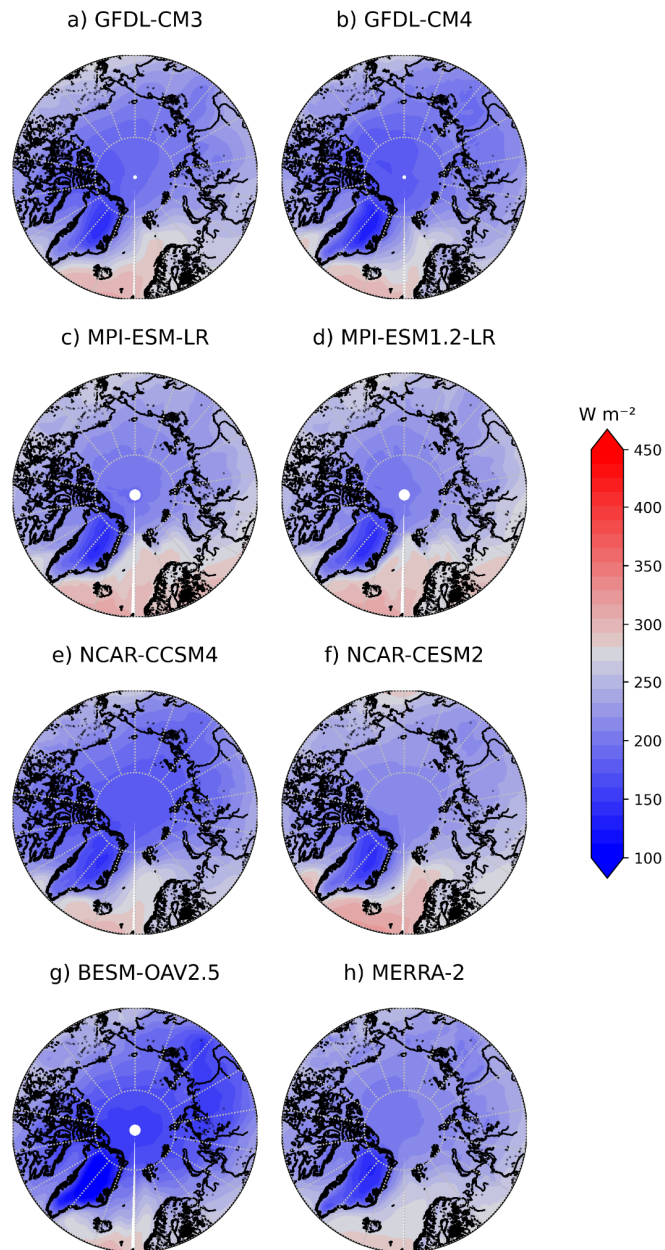 a) GFDL-CM3
b) GFDL-CM4
c) MPI-ESM-LR
d) MPI-ESM1.2-LR
W m⁻²
450
400
350
300
250
200
150
100
e) NCAR-CCSM4
f) NCAR-CESM2
g) BESM-OAV2.5
h) MERRA-2